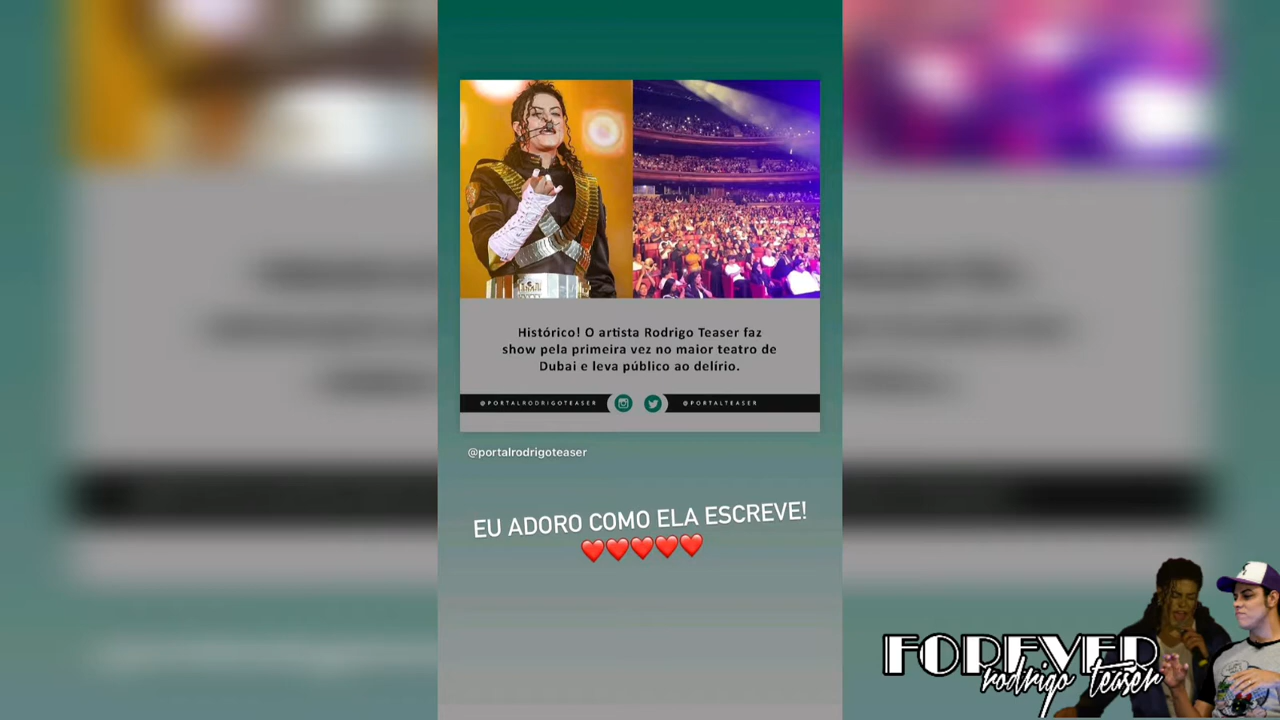 Histórico! O artista Rodrigo Teaser faz
show pela primeira vez no maior teatro de
Dubai e leva público ao delírio.
@PORTALRODRIGOTEASER @PORTALTEASER
@portalrodrigoteaser
EU ADORO COMO ELA ESCREVE!
❤️❤️❤️❤️❤️
FOREVER
rodrigo teaser